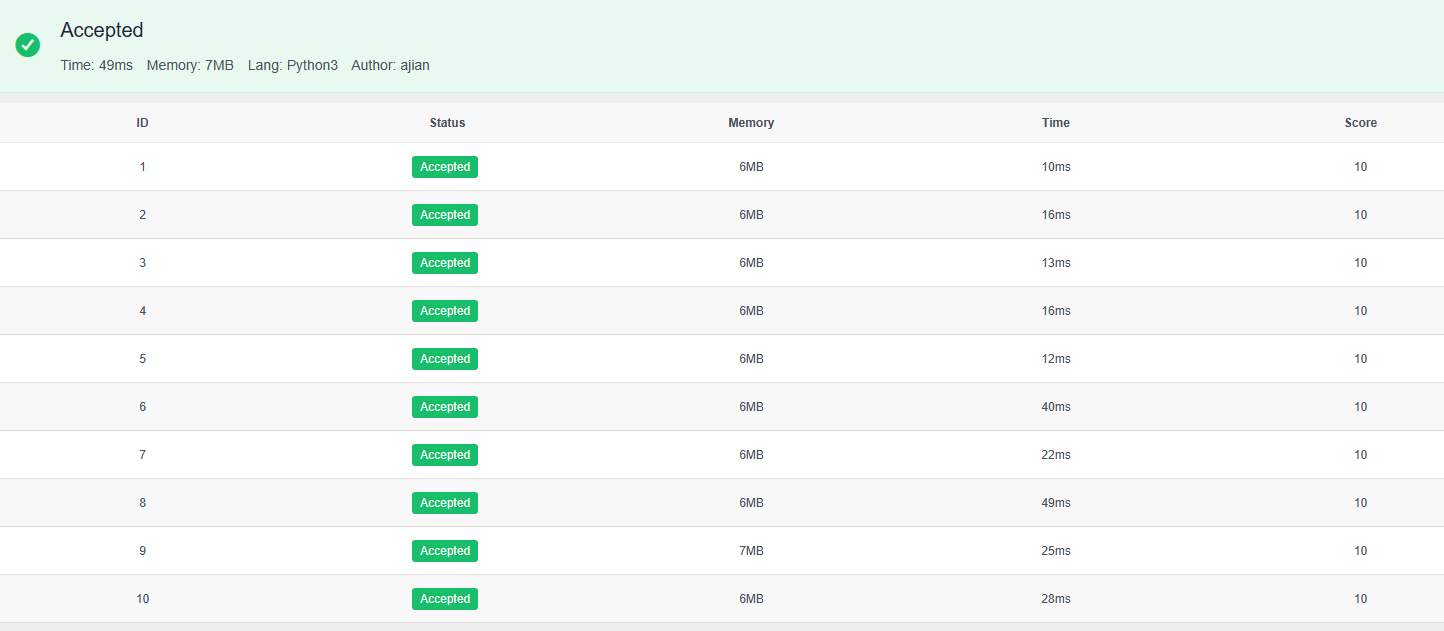 Accepted
Time: 49ms Memory: 7MB Lang: Python3 Author: ajian
ID Status Memory Time Score
1 Accepted 6MB 10ms 10
2 Accepted 6MB 16ms 10
3 Accepted 6MB 13ms 10
4 Accepted 6MB 16ms 10
5 Accepted 6MB 12ms 10
6 Accepted 6MB 40ms 10
7 Accepted 6MB 22ms 10
8 Accepted 6MB 49ms 10
9 Accepted 7MB 25ms 10
10 Accepted 6MB 28ms 10